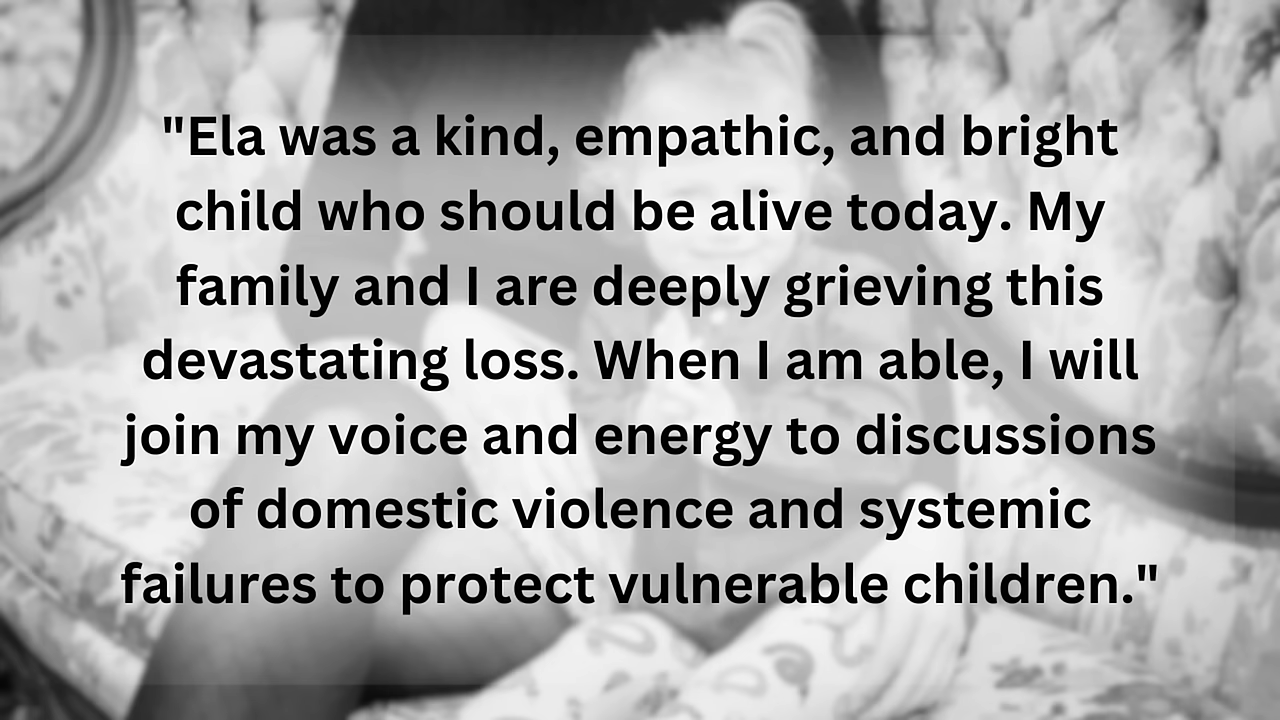 "Ela was a kind, empathic, and bright
child who should be alive today. My
family and I are deeply grieving this
devastating loss. When I am able, I will
join my voice and energy to discussions
of domestic violence and systemic
failures to protect vulnerable children."